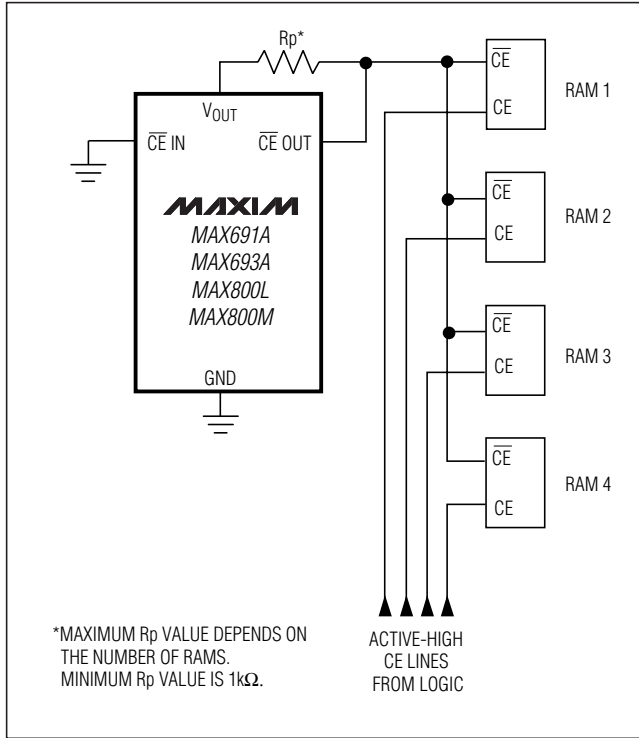 Rp*
VOUT
CE IN
CE OUT
MAXIM
MAX691A
MAX693A
MAX800L
MAX800M
GND
CE
CE
RAM 1
CE
CE
RAM 2
CE
CE
RAM 3
CE
CE
RAM 4
*MAXIMUM Rp VALUE DEPENDS ON
THE NUMBER OF RAMS.
MINIMUM Rp VALUE IS 1kΩ.
ACTIVE-HIGH
CE LINES
FROM LOGIC